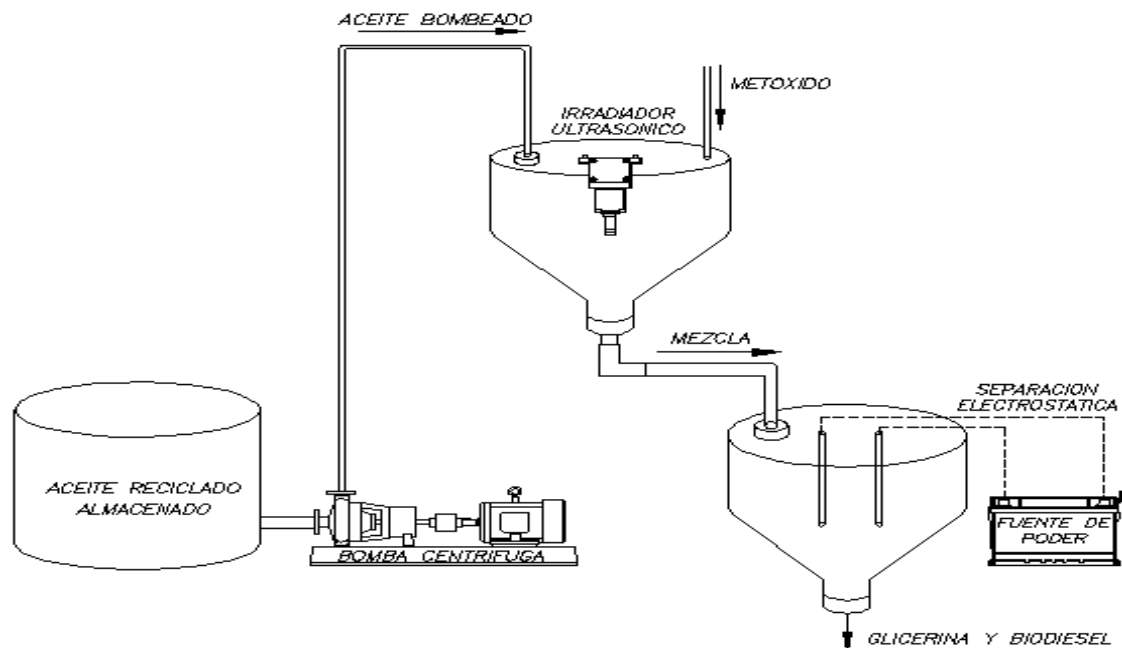 ACEITE BOMBEADO
METOXIDO
IRRADIADOR
ULTRASONICO
MEZCLA
SEPARACION
ELECTROSTATICA
ACEITE RECICLADO
ALMACENADO
BOMBA CENTRIFUGA
FUENTE DE
PODER
GLICERINA Y BIODIESEL